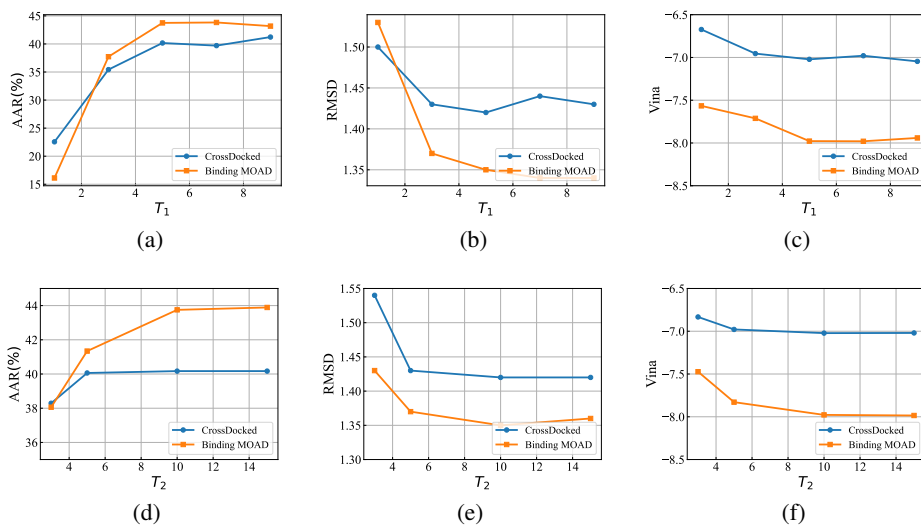 45
40
35
30
25
20
15
AAR(%)
2 4 6 8
T₁
CrossDocked
Binding MOAD
(a)
1.50
1.45
1.40
1.35
RMSD
2 4 6 8
T₁
CrossDocked
Binding MOAD
(b)
−6.5
−7.0
−7.5
−8.0
−8.5
Vina
2 4 6 8
T₁
CrossDocked
Binding MOAD
(c)
44
42
40
38
36
AAR(%)
4 6 8 10 12 14
T₂
CrossDocked
Binding MOAD
(d)
1.55
1.50
1.45
1.40
1.35
1.30
RMSD
4 6 8 10 12 14
T₂
CrossDocked
Binding MOAD
(e)
−6.5
−7.0
−7.5
−8.0
−8.5
Vina
4 6 8 10 12 14
T₂
CrossDocked
Binding MOAD
(f)